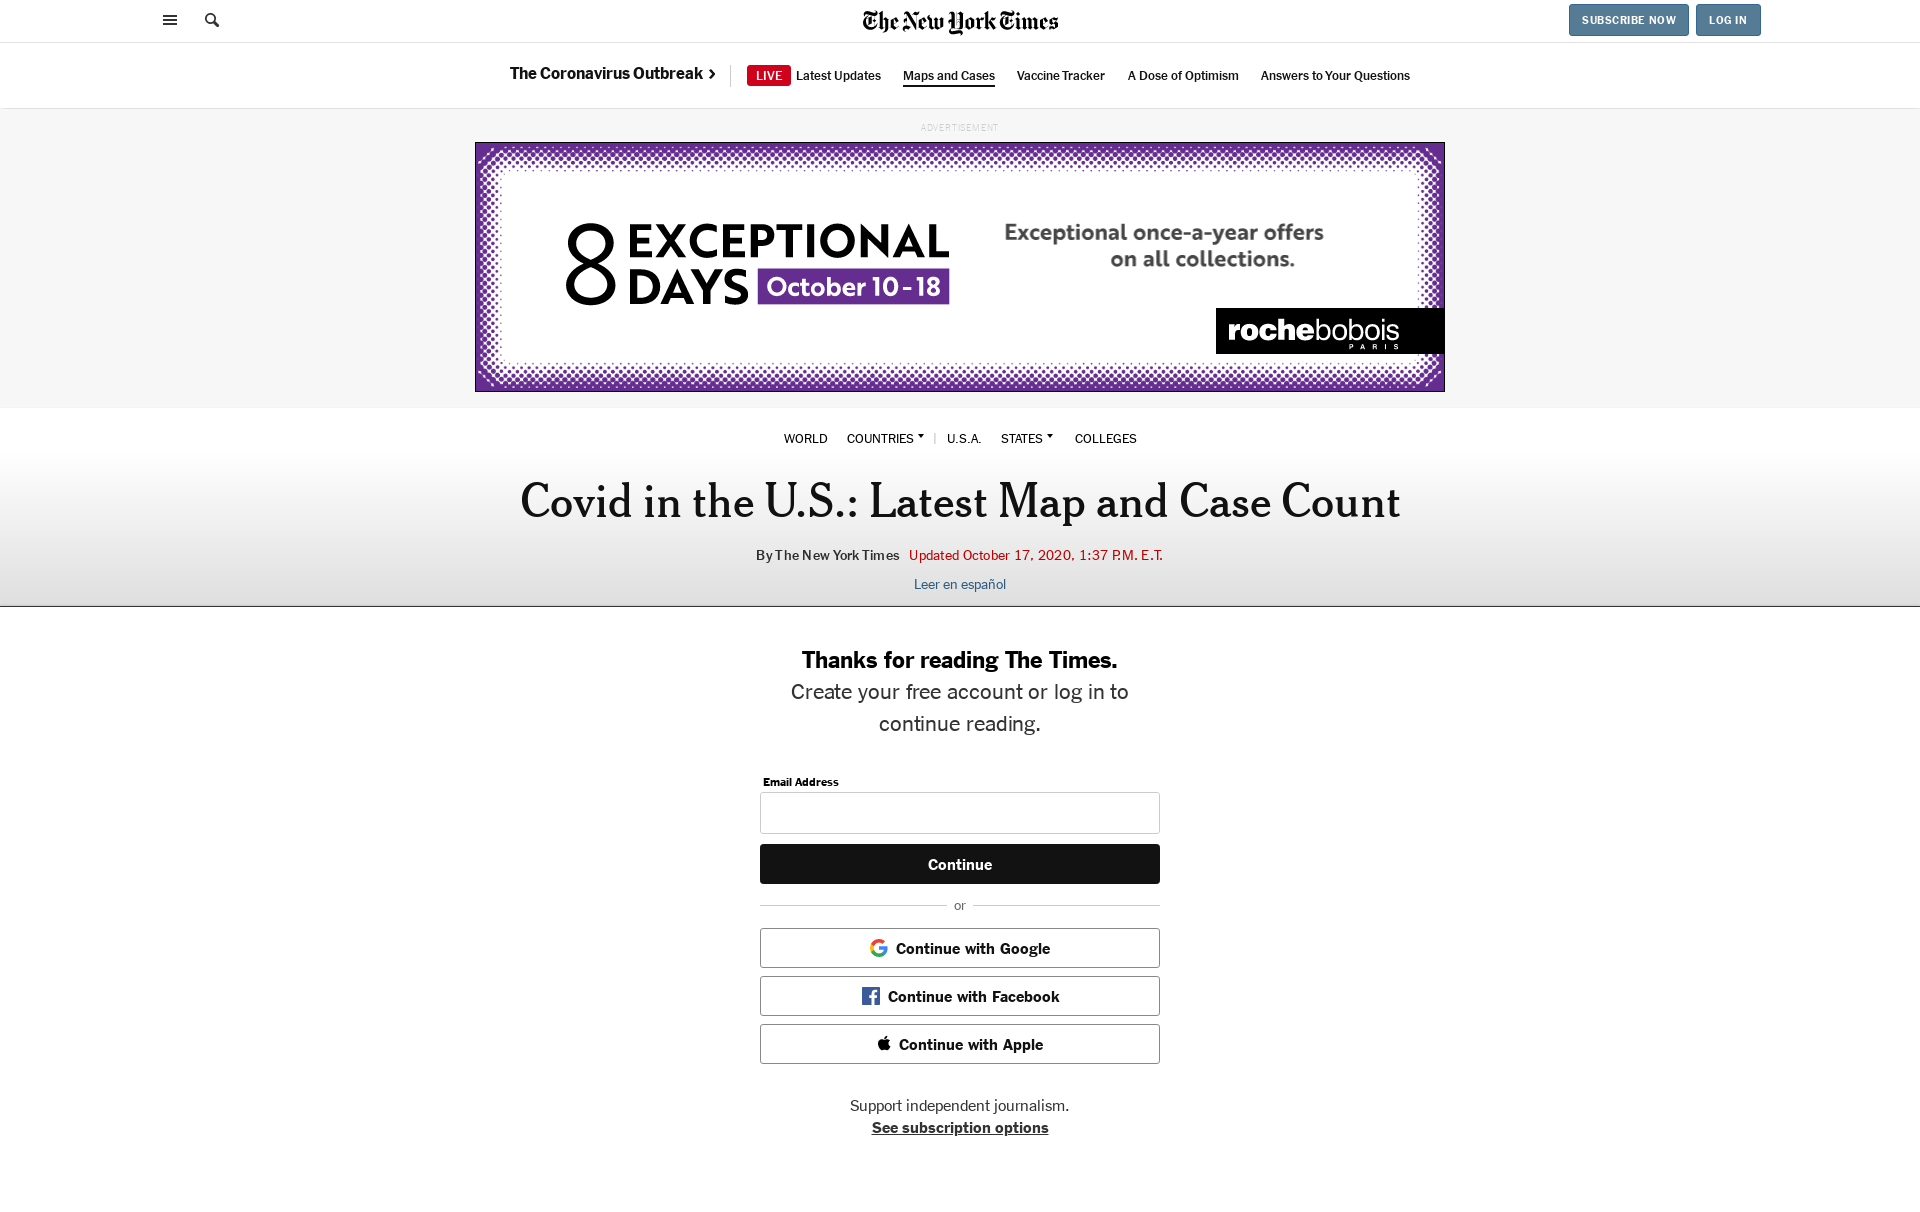 The New York Times
SUBSCRIBE NOW
LOG IN
The Coronavirus Outbreak
LIVE Latest Updates
Maps and Cases
Vaccine Tracker
A Dose of Optimism
Answers to Your Questions
ADVERTISEMENT
8 EXCEPTIONAL
DAYS October 10-18
Exceptional once-a-year offers
on all collections.
rochebobois
PARIS
WORLD
COUNTRIES
U.S.A.
STATES
COLLEGES
Covid in the U.S.: Latest Map and Case Count
By The New York Times Updated October 17, 2020, 1:37 P.M. E.T.
Leer en español
Thanks for reading The Times.
Create your free account or log in to
continue reading.
Email Address
Continue
or
Continue with Google
Continue with Facebook
Continue with Apple
Support independent journalism.
See subscription options